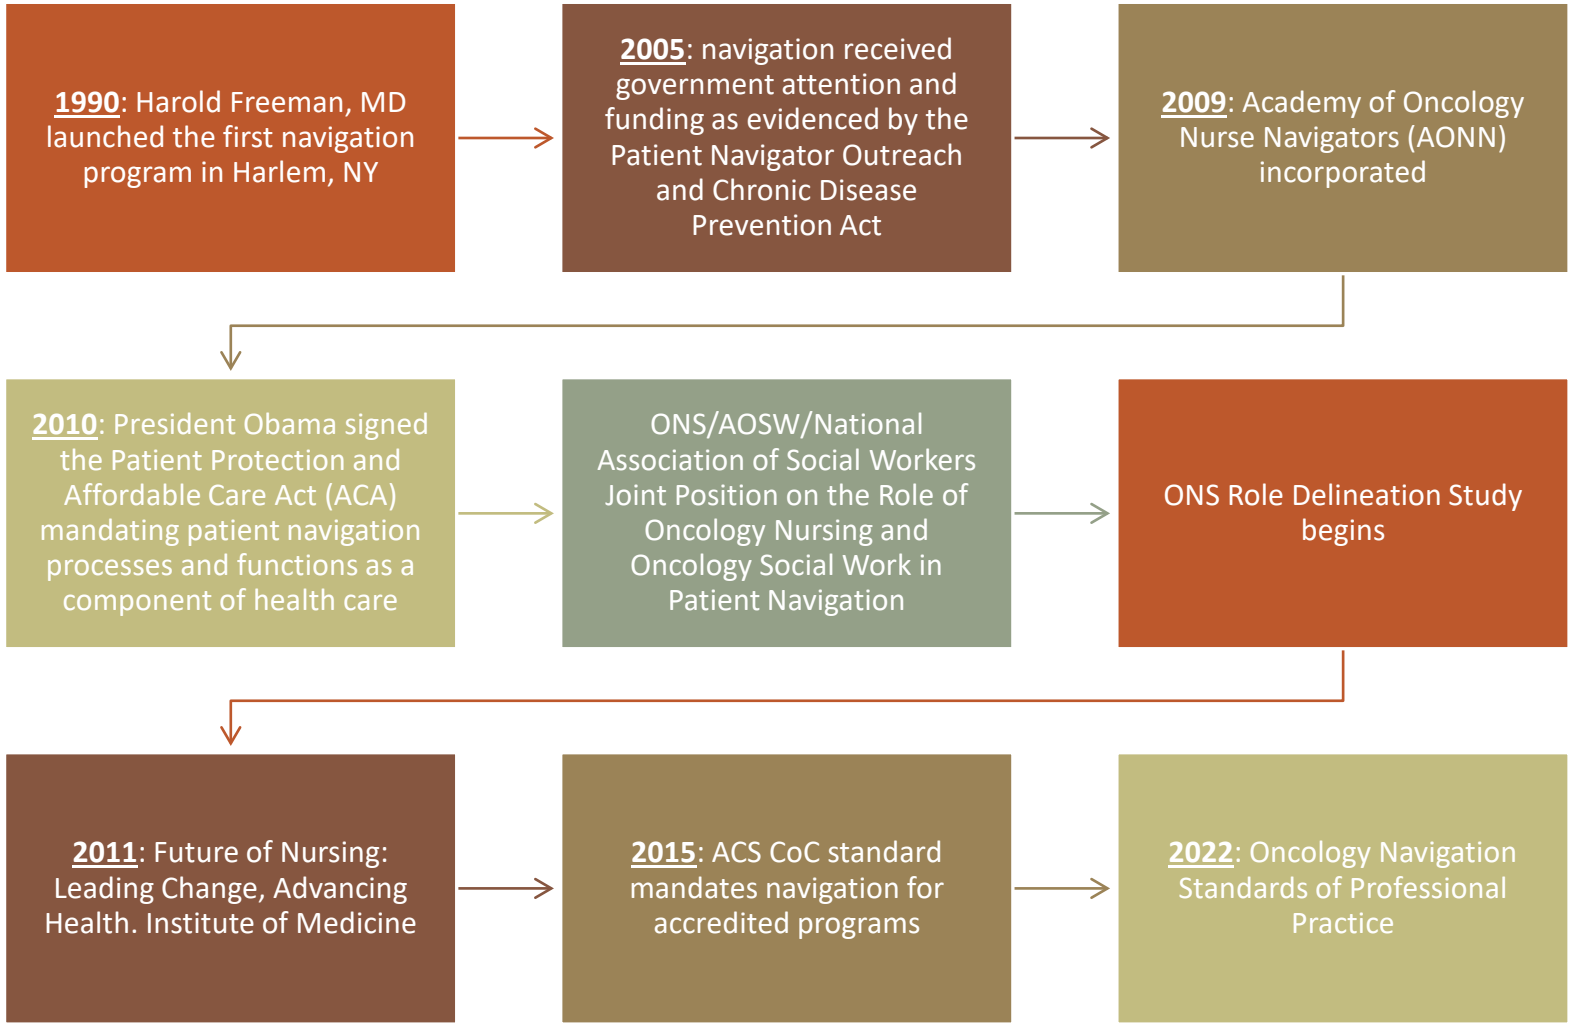 1990: Harold Freeman, MD
launched the first navigation
program in Harlem, NY
2005: navigation received
government attention and
funding as evidenced by the
Patient Navigator Outreach
and Chronic Disease
Prevention Act
2009: Academy of Oncology
Nurse Navigators (AONN)
incorporated
2010: President Obama signed
the Patient Protection and
Affordable Care Act (ACA)
mandating patient navigation
processes and functions as a
component of health care
ONS/AOSW/National
Association of Social Workers
Joint Position on the Role of
Oncology Nursing and
Oncology Social Work in
Patient Navigation
ONS Role Delineation Study
begins
2011: Future of Nursing:
Leading Change, Advancing
Health. Institute of Medicine
2015: ACS CoC standard
mandates navigation for
accredited programs
2022: Oncology Navigation
Standards of Professional
Practice